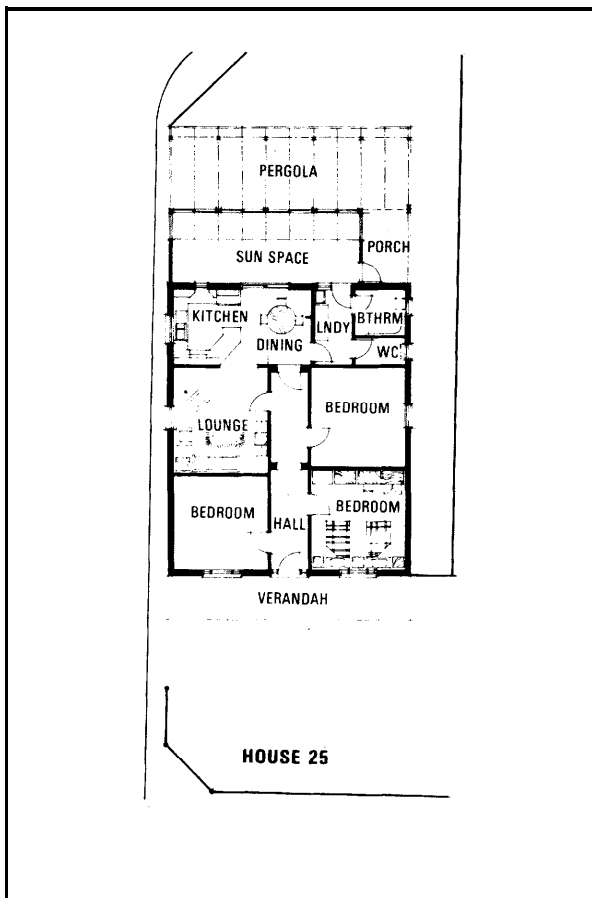 PERGOLA
PORCH
SUN SPACE
KITCHEN
LNDY
BTHRM
DINING
WC
BEDROOM
LOUNGE
BEDROOM
BEDROOM
HALL
VERANDAH
HOUSE 25